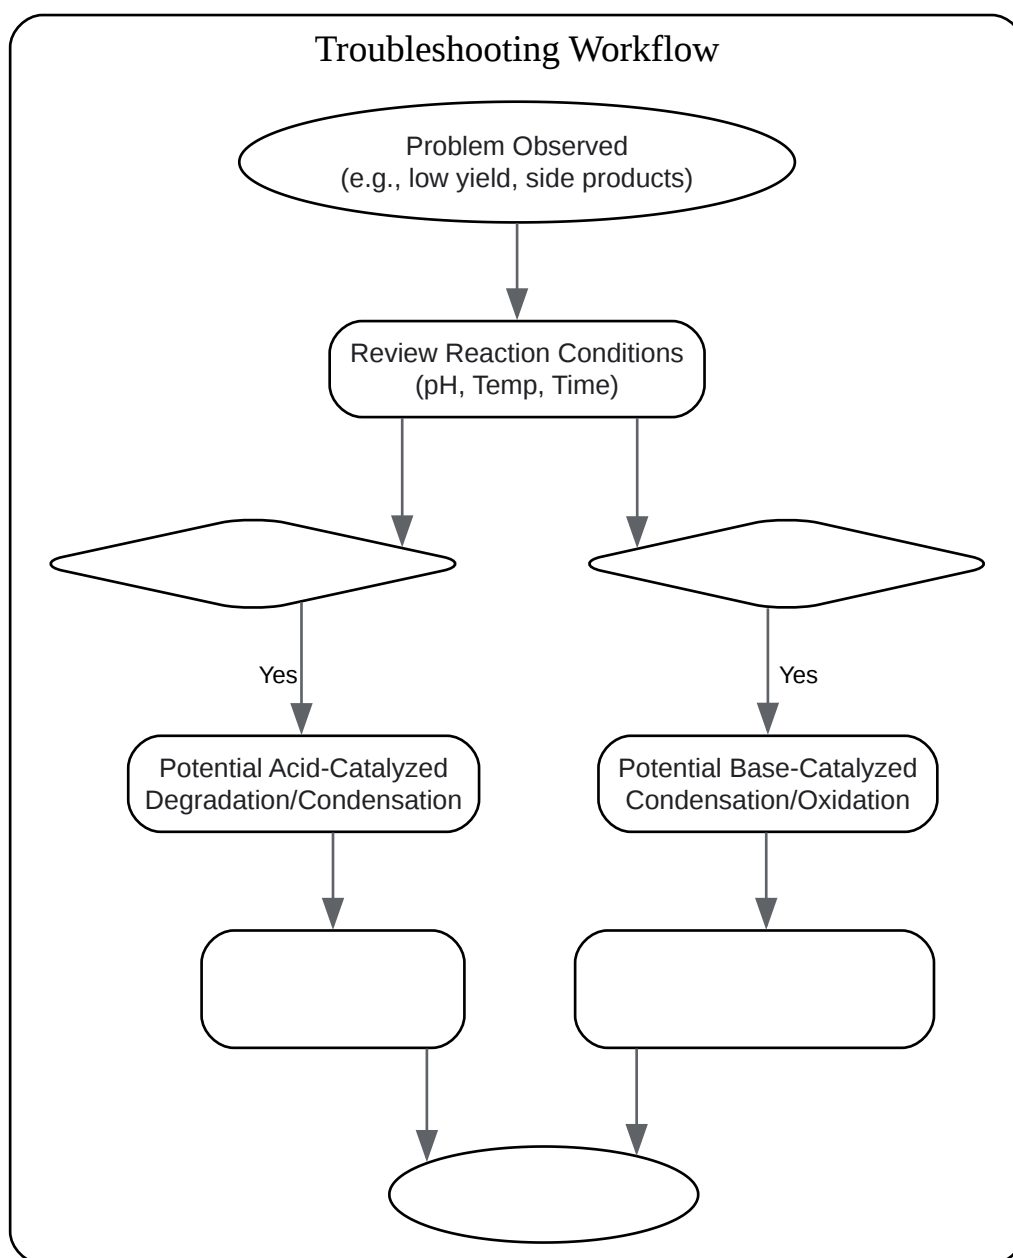 Troubleshooting Workflow
Problem Observed
(e.g., low yield, side products)
Review Reaction Conditions
(pH, Temp, Time)
Yes
Yes
Potential Acid-Catalyzed
Degradation/Condensation
Potential Base-Catalyzed
Condensation/Oxidation